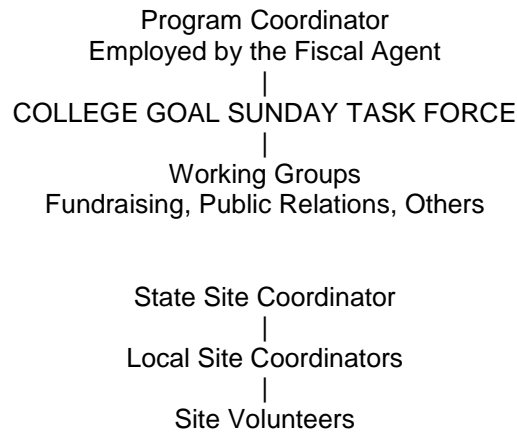 Program Coordinator
Employed by the Fiscal Agent
|
COLLEGE GOAL SUNDAY TASK FORCE
|
Working Groups
Fundraising, Public Relations, Others
State Site Coordinator
|
Local Site Coordinators
|
Site Volunteers